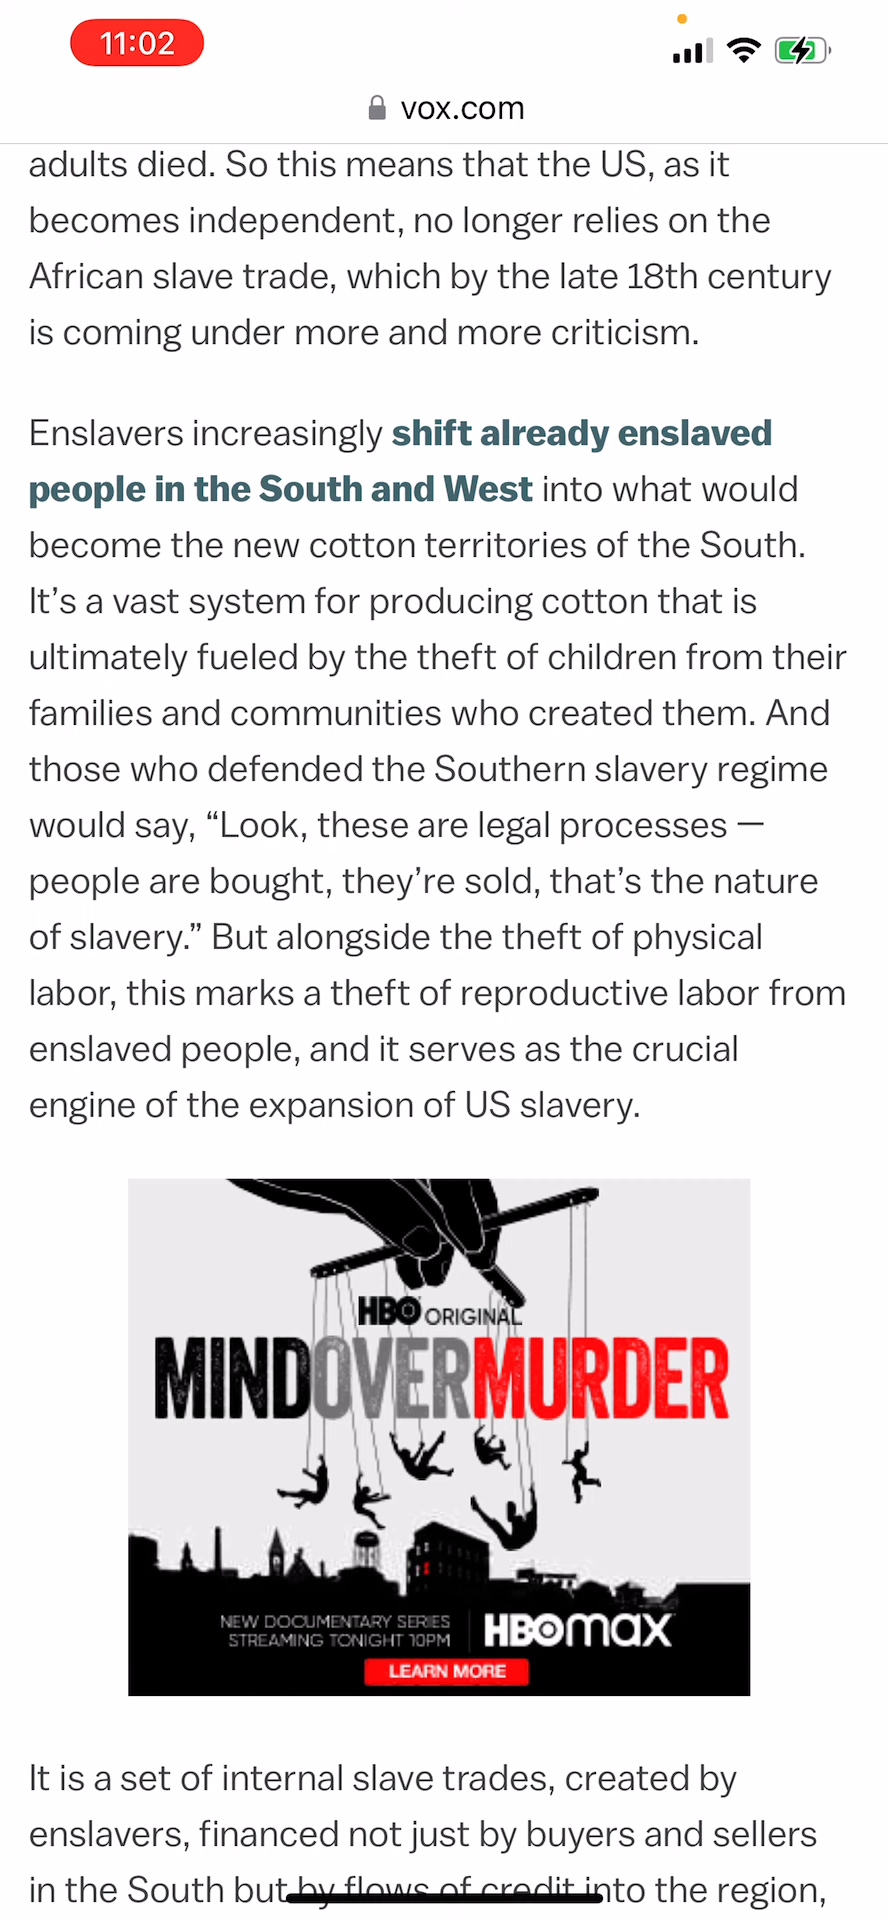 11:02
vox.com
adults died. So this means that the US, as it
becomes independent, no longer relies on the
African slave trade, which by the late 18th century
is coming under more and more criticism.
Enslavers increasingly shift already enslaved
people in the South and West into what would
become the new cotton territories of the South.
It’s a vast system for producing cotton that is
ultimately fueled by the theft of children from their
families and communities who created them. And
those who defended the Southern slavery regime
would say, “Look, these are legal processes —
people are bought, they’re sold, that’s the nature
of slavery.” But alongside the theft of physical
labor, this marks a theft of reproductive labor from
enslaved people, and it serves as the crucial
engine of the expansion of US slavery.
HBO ORIGINAL
MINDOVERMURDER
NEW DOCUMENTARY SERIES
STREAMING TONIGHT 10PM
HBOmax
LEARN MORE
It is a set of internal slave trades, created by
enslavers, financed not just by buyers and sellers
in the South but by flows of credit into the region,